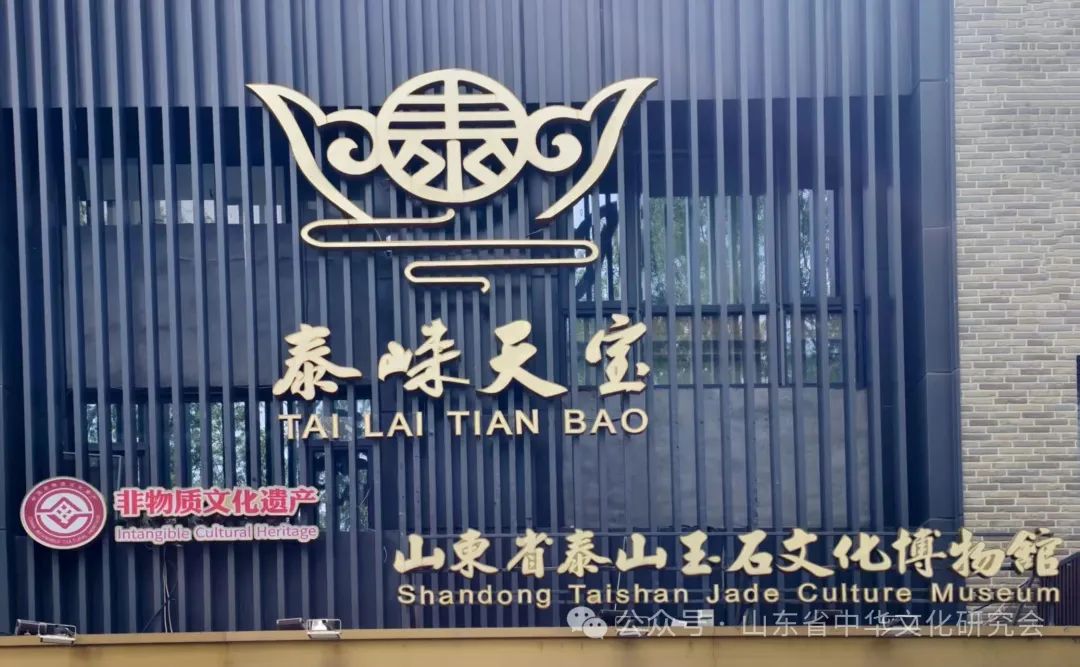 泰
泰崃天宝
TAI LAI TIAN BAO
非物质文化遗产
Intangible Cultural Heritage
山東省泰山玉石文化博物館
Shandong Taishan Jade Culture Museum
公众号·山东省中华文化研究会